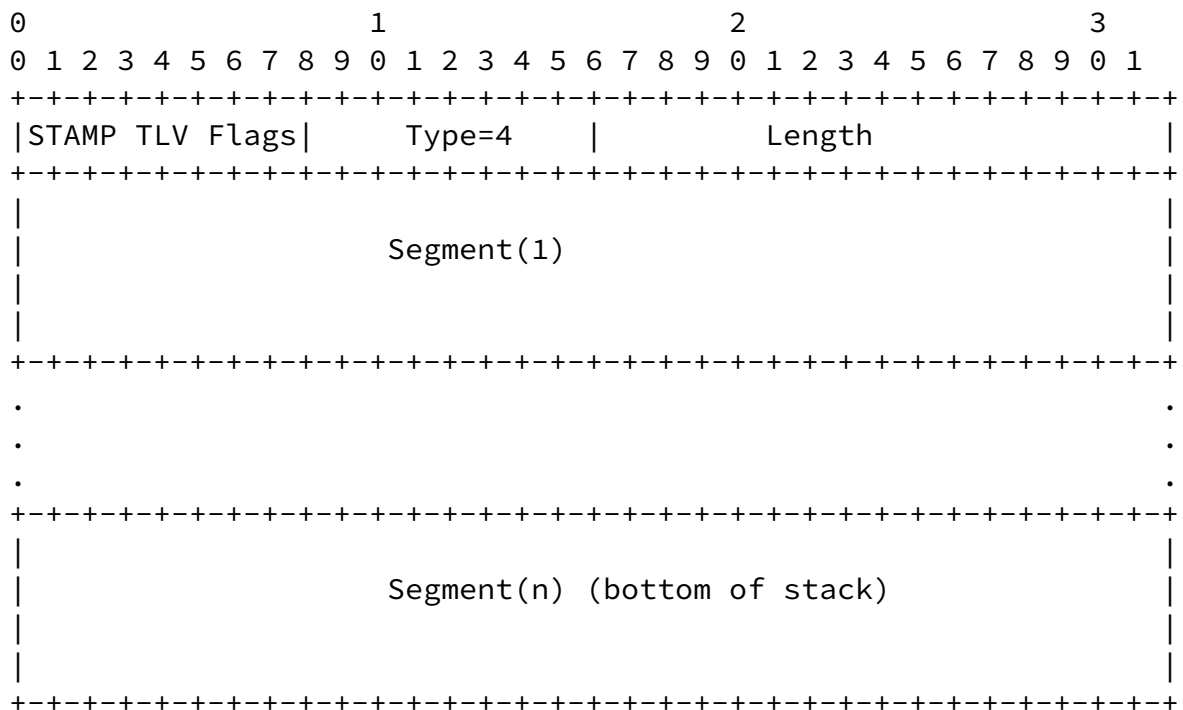 0                   1                   2                   3
0 1 2 3 4 5 6 7 8 9 0 1 2 3 4 5 6 7 8 9 0 1 2 3 4 5 6 7 8 9 0 1
+-+-+-+-+-+-+-+-+-+-+-+-+-+-+-+-+-+-+-+-+-+-+-+-+-+-+-+-+-+-+-+-+
|STAMP TLV Flags|     Type=4    |         Length                |
+-+-+-+-+-+-+-+-+-+-+-+-+-+-+-+-+-+-+-+-+-+-+-+-+-+-+-+-+-+-+-+-+
|                                                               |
|                    Segment(1)                                 |
|                                                               |
|                                                               |
+-+-+-+-+-+-+-+-+-+-+-+-+-+-+-+-+-+-+-+-+-+-+-+-+-+-+-+-+-+-+-+-+
.                                                               .
.                                                               .
.                                                               .
+-+-+-+-+-+-+-+-+-+-+-+-+-+-+-+-+-+-+-+-+-+-+-+-+-+-+-+-+-+-+-+-+
|                                                               |
|                    Segment(n) (bottom of stack)               |
|                                                               |
|                                                               |
+-+-+-+-+-+-+-+-+-+-+-+-+-+-+-+-+-+-+-+-+-+-+-+-+-+-+-+-+-+-+-+-+